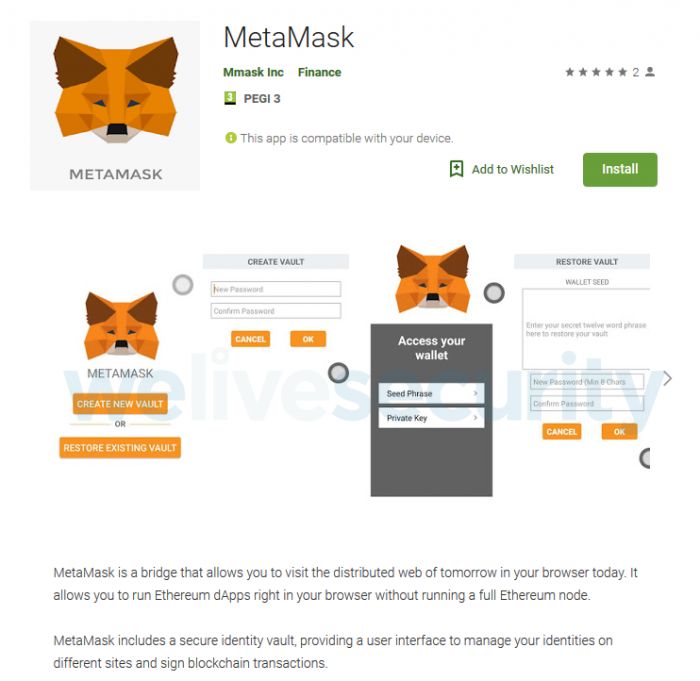 MetaMask
Mmask Inc Finance
2
3 PEGI 3
This app is compatible with your device.
Add to Wishlist
Install
METAMASK
METAMASK
CREATE NEW VAULT
OR
RESTORE EXISTING VAULT
CREATE VAULT
New Password
Confirm Password
CANCEL OK
Access your
wallet
Seed Phrase
Private Key
RESTORE VAULT
WALLET SEED
Enter your secret twelve word phrase
here to restore your vault
New Password (Min 8 Chars
Confirm Password
CANCEL OK
welivesecurity
MetaMask is a bridge that allows you to visit the distributed web of tomorrow in your browser today. It
allows you to run Ethereum dApps right in your browser without running a full Ethereum node.
MetaMask includes a secure identity vault, providing a user interface to manage your identities on
different sites and sign blockchain transactions.